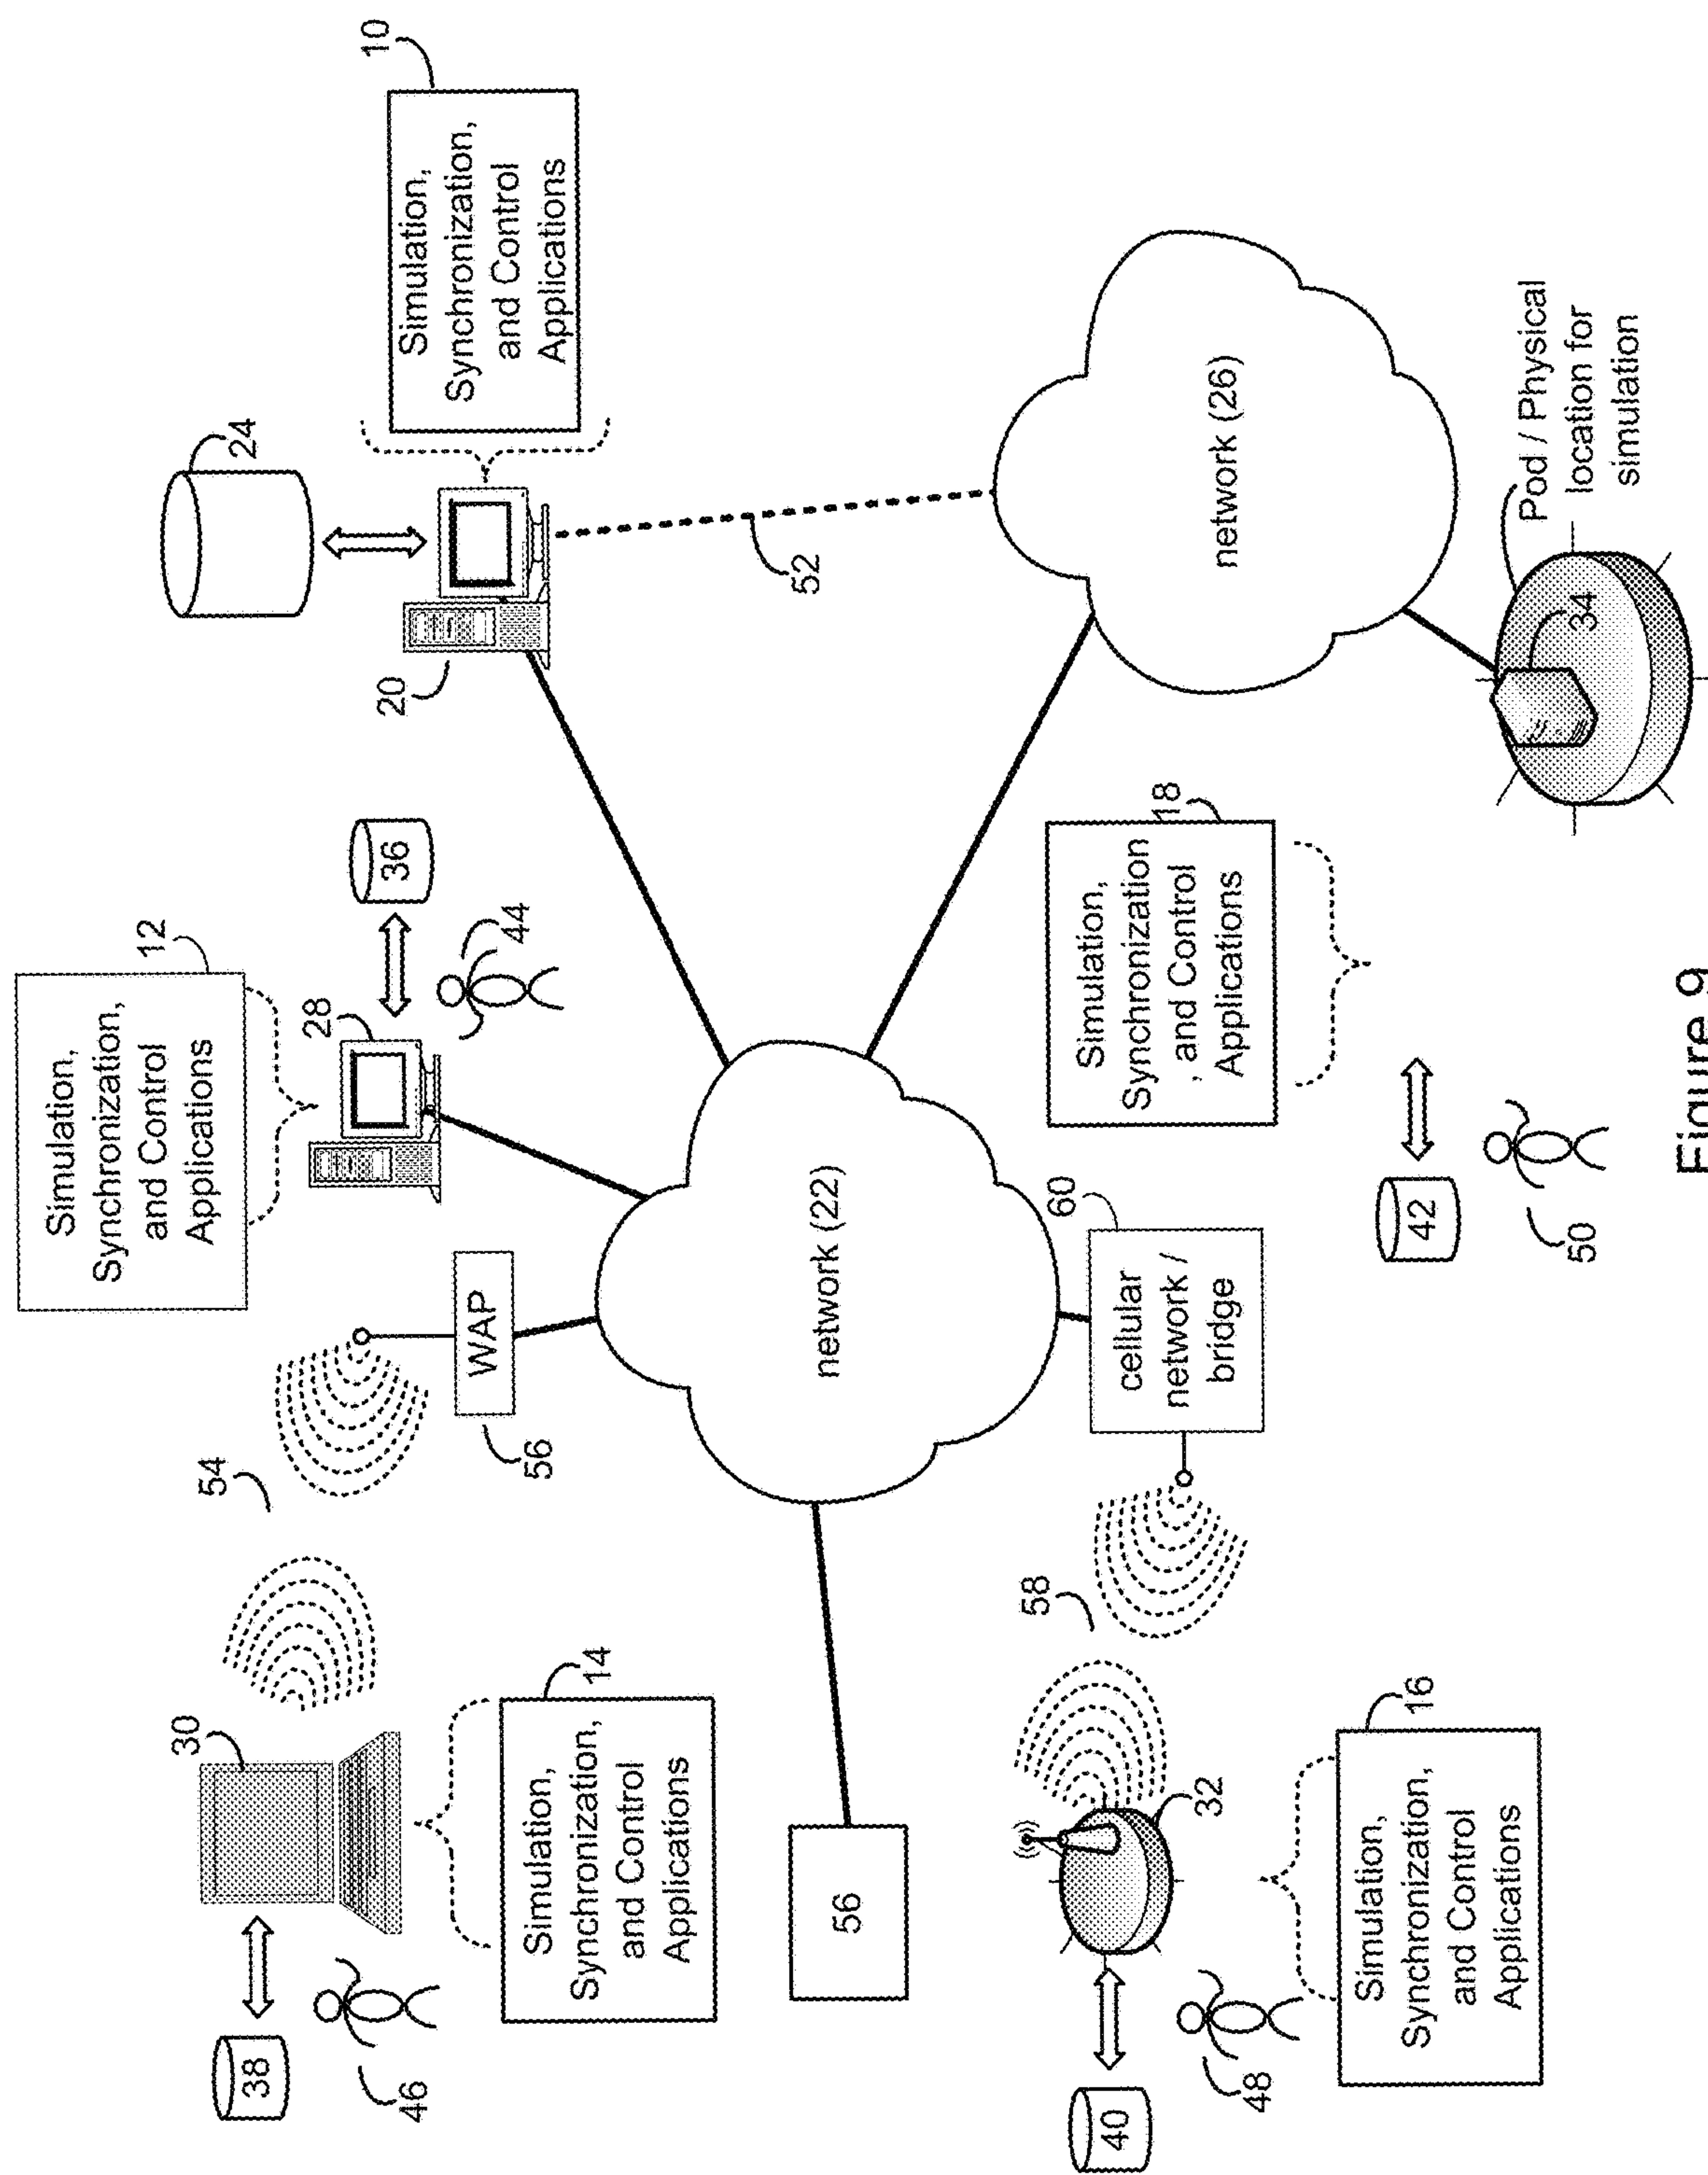 Simulation,
Synchronization,
and Control
Applications
12
30
54
38
24
10
28
36
20
46
Simulation,
Synchronization,
and Control
Applications
WAP
44
56
Simulation,
Synchronization,
and Control
Applications
14
52
network (22)
56
58
60
40
cellular
network /
bridge
Simulation,
Synchronization
, and Control
Applications
18
32
network (26)
48
Simulation,
Synchronization,
and Control
Applications
16
42
50
34
Pod / Physical
location for
simulation
Figure 9